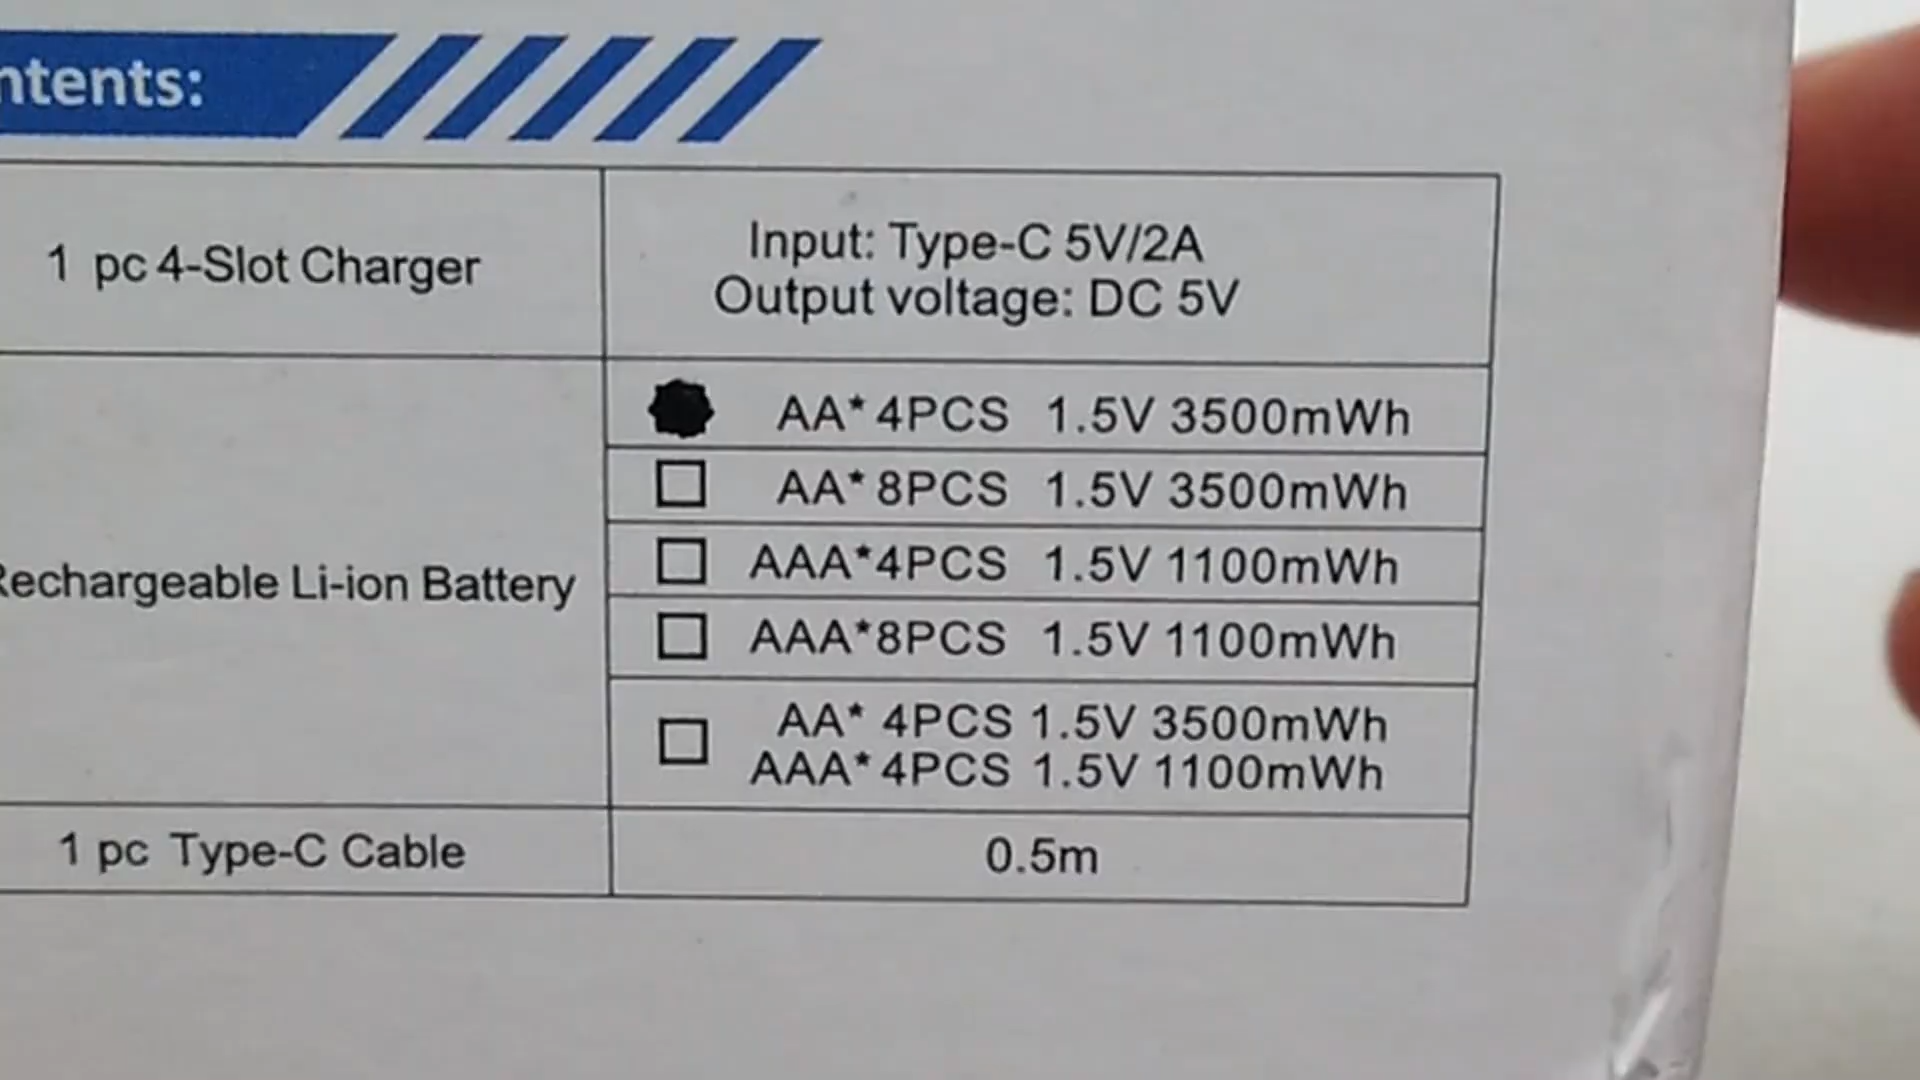 ntents:
1 pc 4-Slot Charger
Input: Type-C 5V/2A
Output voltage: DC 5V
Rechargeable Li-ion Battery
AA* 4PCS 1.5V 3500mWh
AA* 8PCS 1.5V 3500mWh
AAA*4PCS 1.5V 1100mWh
AAA*8PCS 1.5V 1100mWh
AA* 4PCS 1.5V 3500mWh
AAA* 4PCS 1.5V 1100mWh
1 pc Type-C Cable
0.5m